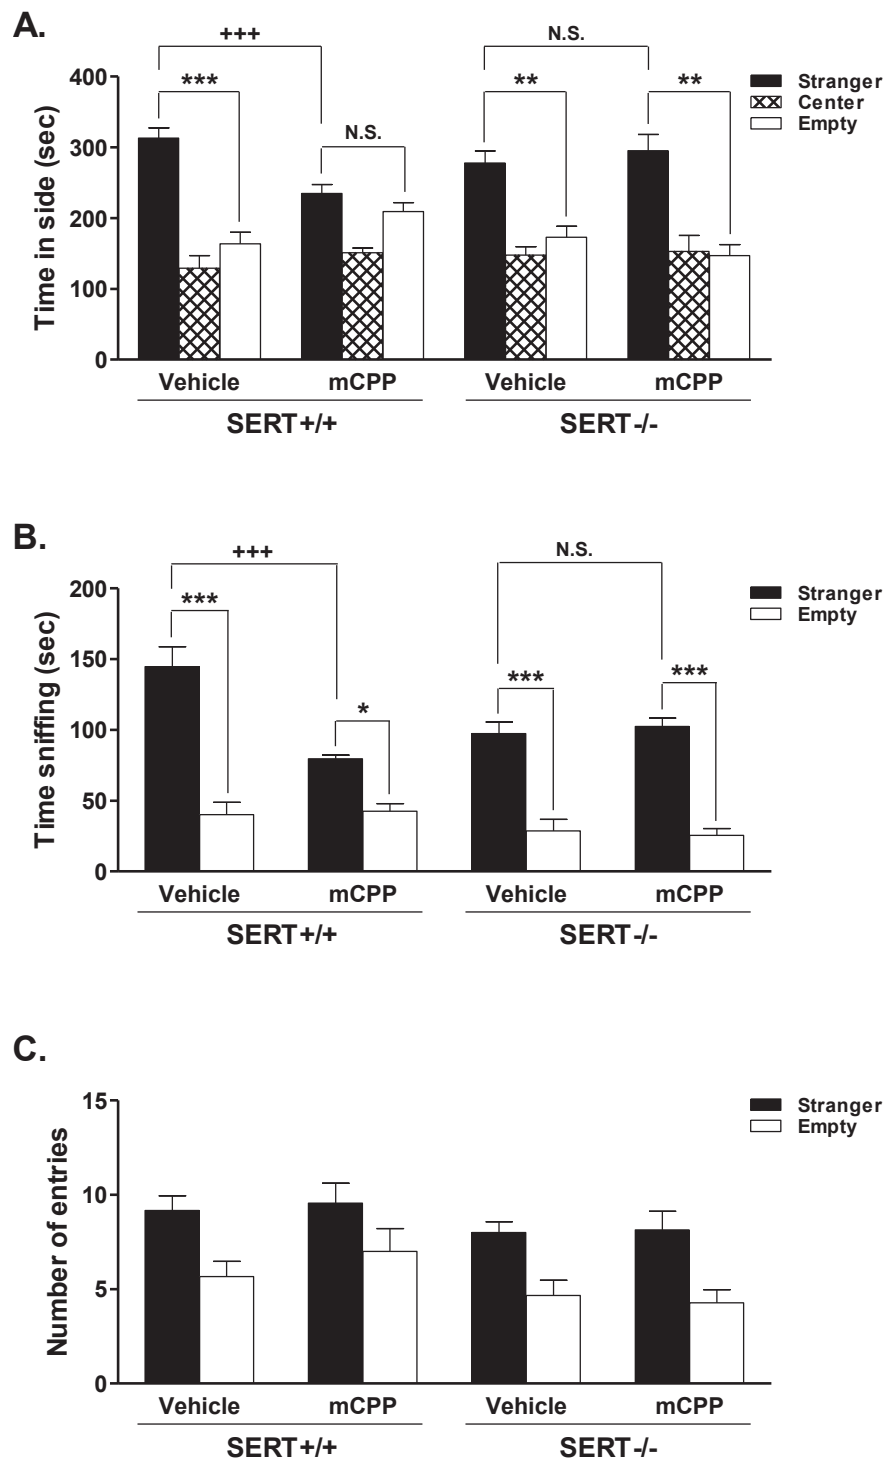 A.
+++
N.S.
***
N.S.
**
**
Stranger
Center
Empty
Time in side (sec)
400
300
200
100
0
Vehicle mCPP Vehicle mCPP
SERT+/+ SERT-/-
B.
+++
N.S.
***
*
***
***
Stranger
Empty
Time sniffing (sec)
200
150
100
50
0
Vehicle mCPP Vehicle mCPP
SERT+/+ SERT-/-
C.
Stranger
Empty
Number of entries
15
10
5
0
Vehicle mCPP Vehicle mCPP
SERT+/+ SERT-/-